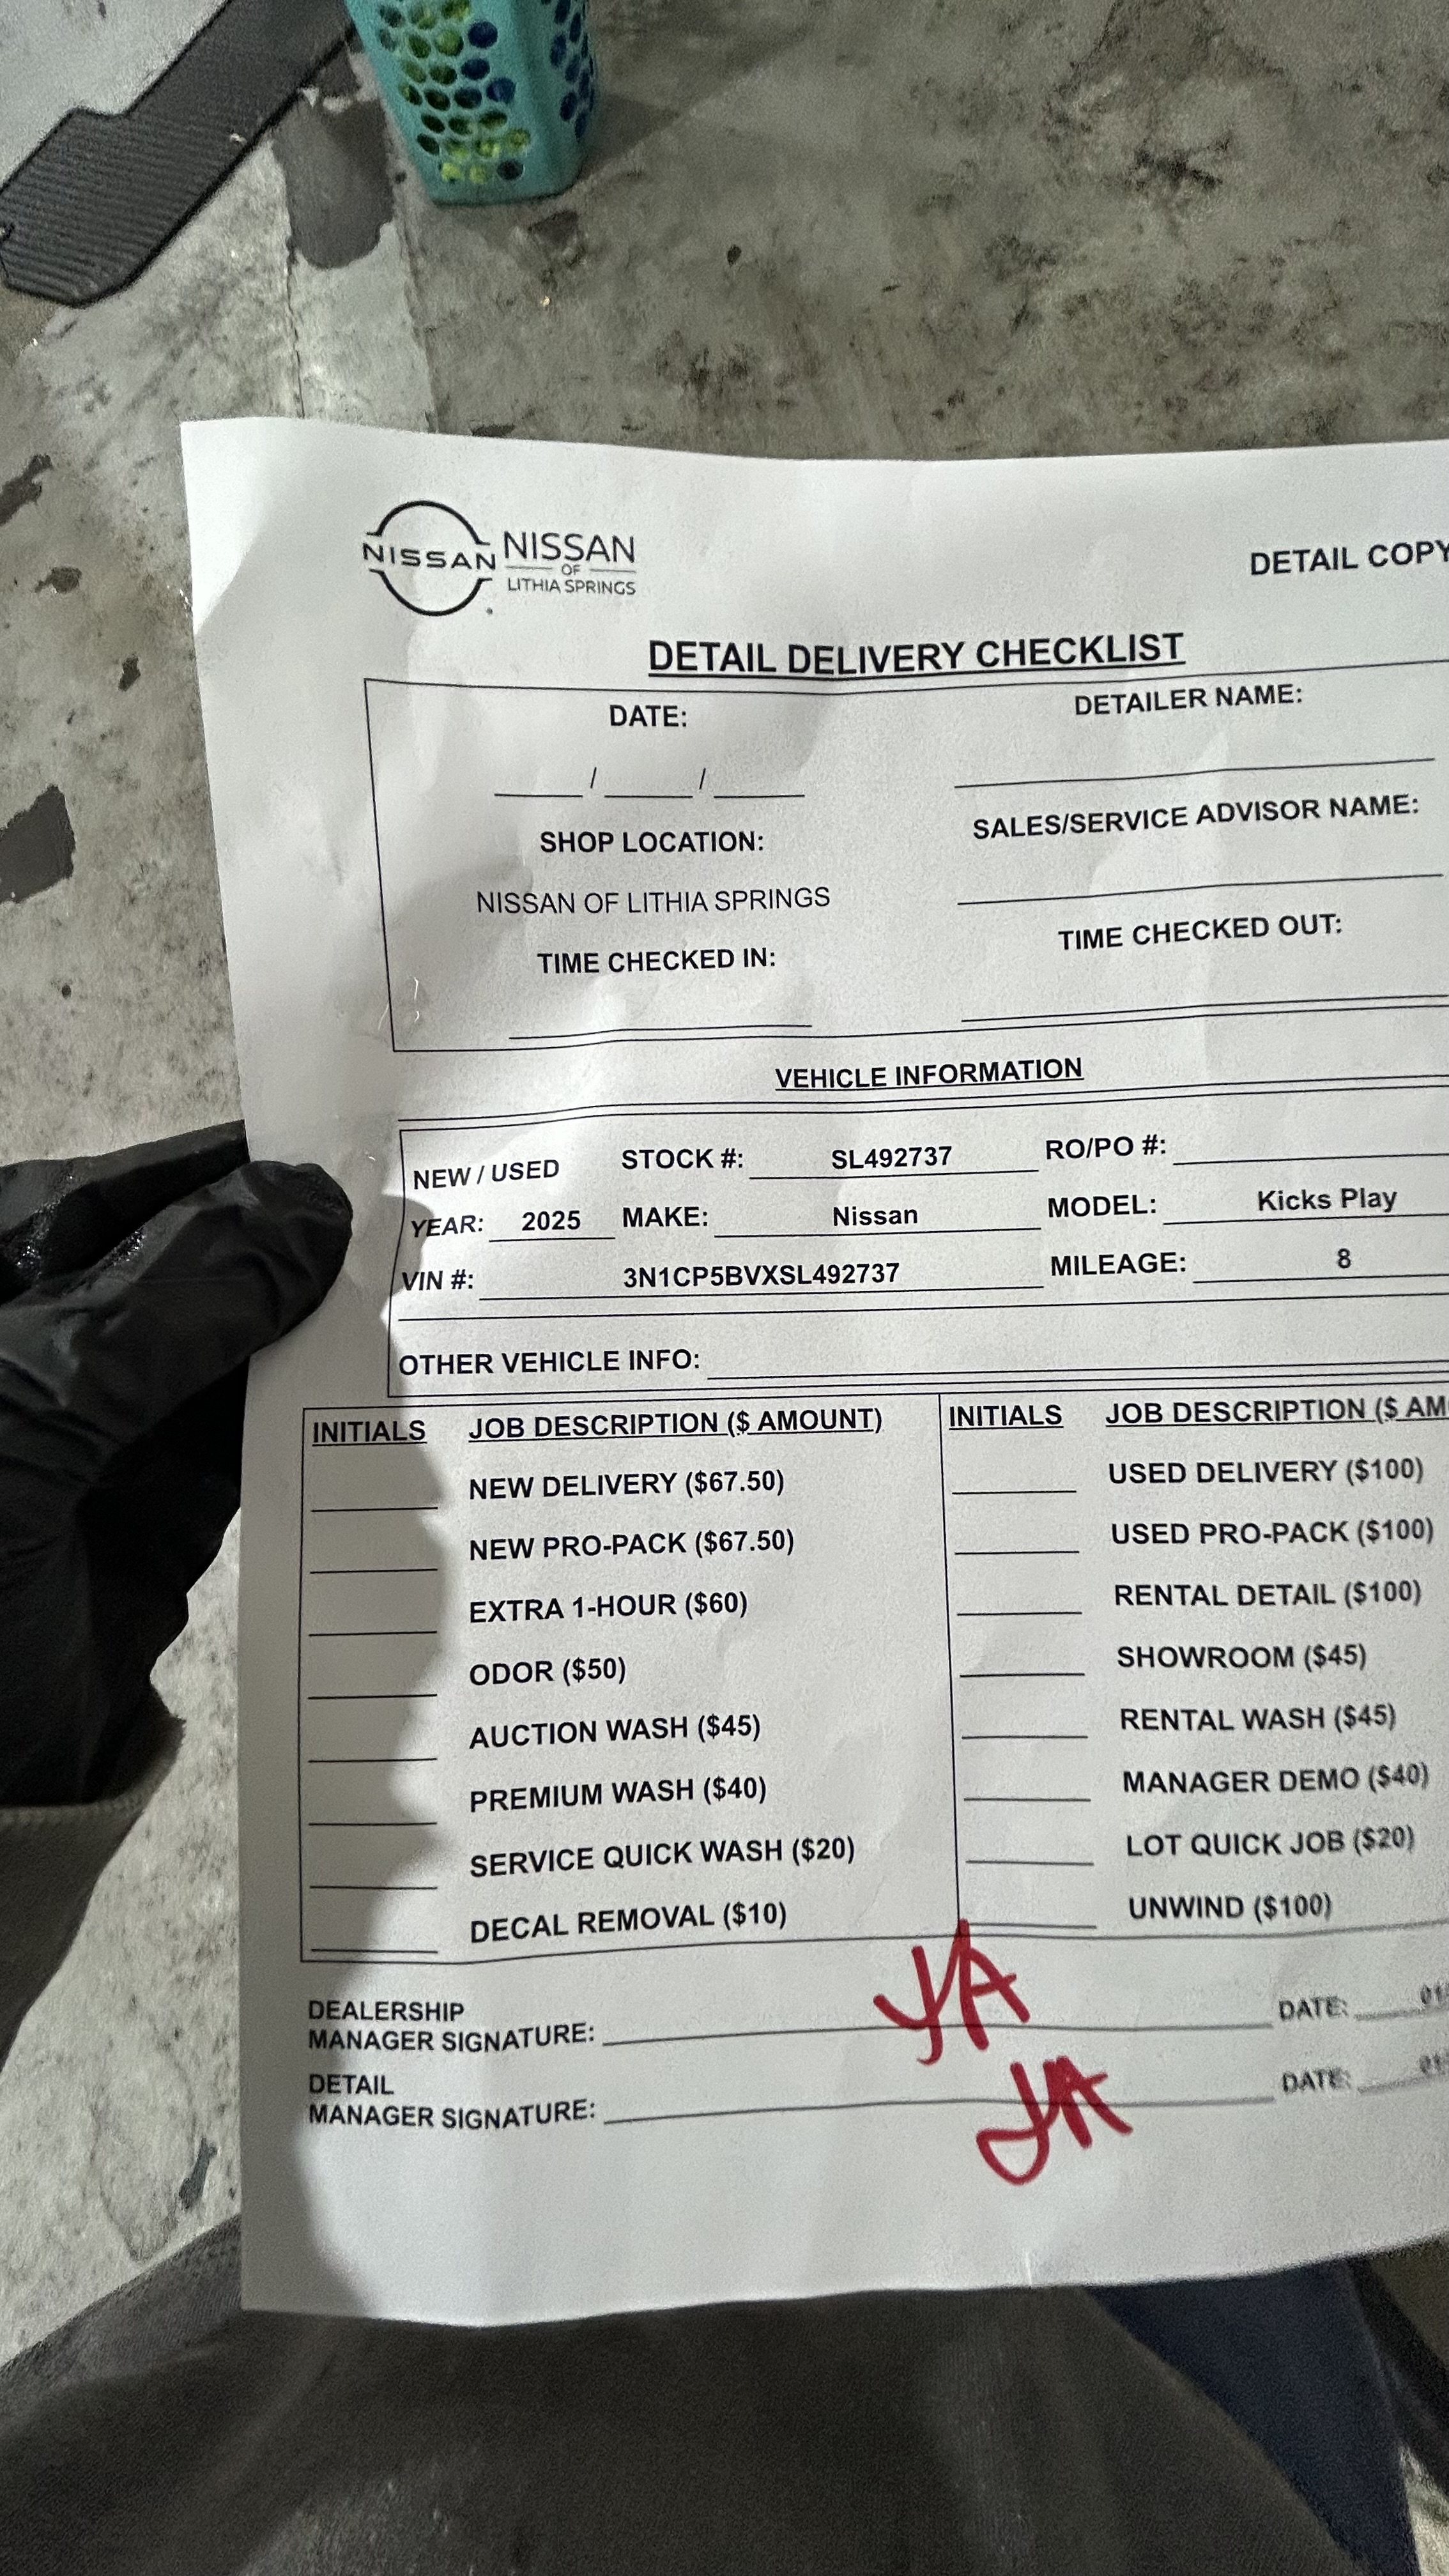 NISSAN NISSAN
OF
LITHIA SPRINGS
DETAIL COPY
DETAIL DELIVERY CHECKLIST
DATE: DETAILER NAME:
/ /
SHOP LOCATION: SALES/SERVICE ADVISOR NAME:
NISSAN OF LITHIA SPRINGS
TIME CHECKED IN: TIME CHECKED OUT:
VEHICLE INFORMATION
NEW / USED STOCK #: SL492737 RO/PO #:
YEAR: 2025 MAKE: Nissan MODEL: Kicks Play
VIN #: 3N1CP5BVXSL492737 MILEAGE: 8
OTHER VEHICLE INFO:
INITIALS JOB DESCRIPTION ($ AMOUNT) INITIALS JOB DESCRIPTION ($ AM
NEW DELIVERY ($67.50) USED DELIVERY ($100)
NEW PRO-PACK ($67.50) USED PRO-PACK ($100)
EXTRA 1-HOUR ($60) RENTAL DETAIL ($100)
ODOR ($50) SHOWROOM ($45)
AUCTION WASH ($45) RENTAL WASH ($45)
PREMIUM WASH ($40) MANAGER DEMO ($40)
SERVICE QUICK WASH ($20) LOT QUICK JOB ($20)
DECAL REMOVAL ($10) UNWIND ($100)
DEALERSHIP
MANAGER SIGNATURE: JA DATE:
DETAIL
MANAGER SIGNATURE: JA DATE: